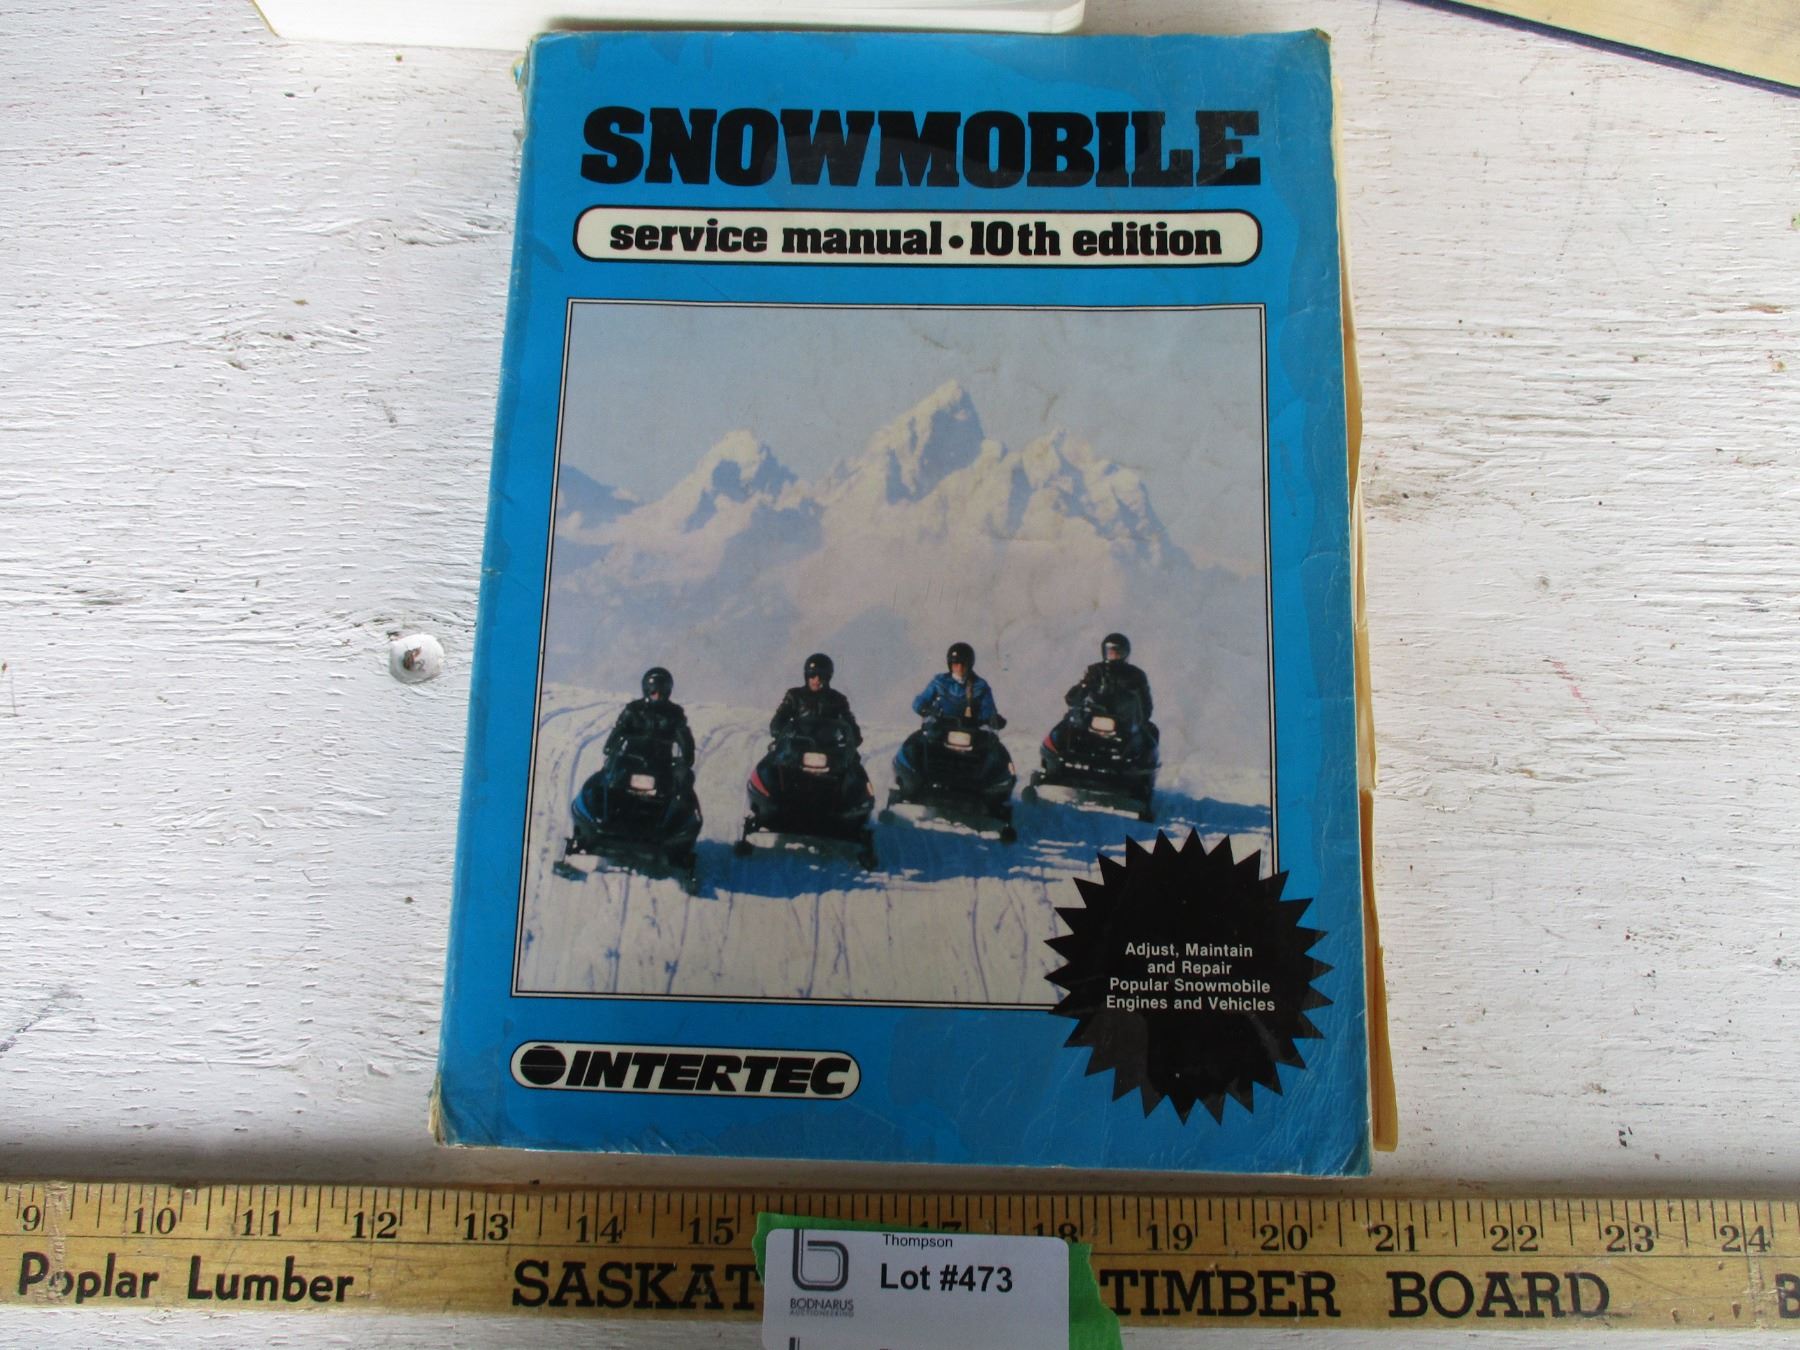 SNOWMOBILE
service manual • 10th edition
Adjust, Maintain
and Repair
Popular Snowmobile
Engines and Vehicles
INTERTEC
9 10 11 12 13 14 15 17 18 19 20 21 22 23 24
Poplar Lumber SASKAT TIMBER BOARD B
Thompson
Lot #473
BODNARUS
AUCTIONEERING